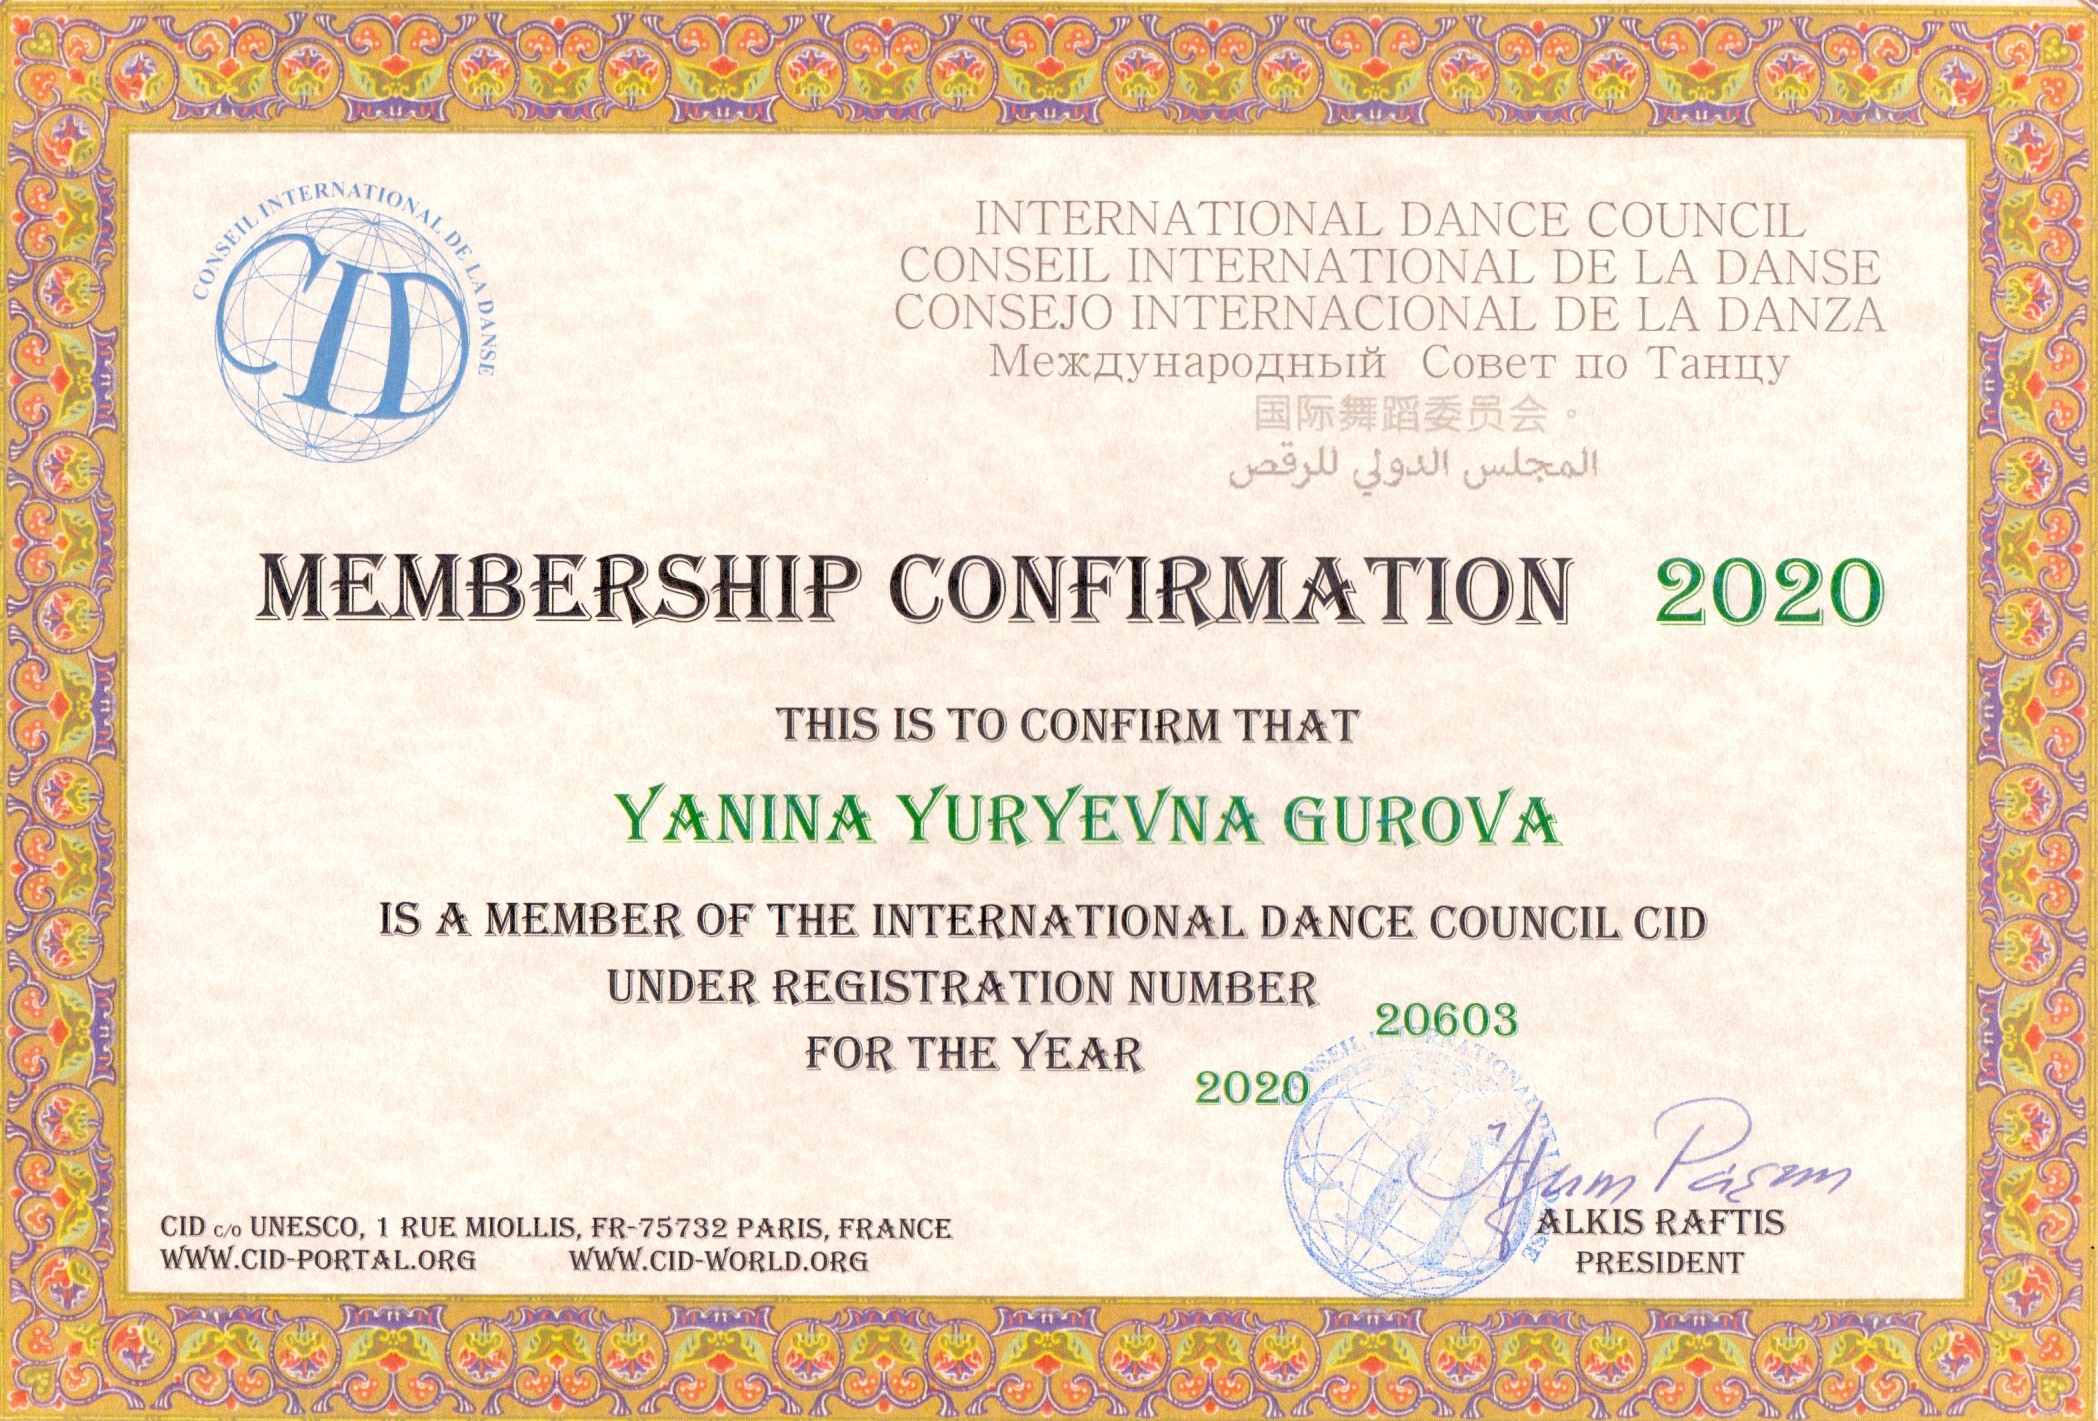 CONSEIL INTERNATIONAL DE LA DANSE
CID
INTERNATIONAL DANCE COUNCIL
CONSEIL INTERNATIONAL DE LA DANSE
CONSEJO INTERNACIONAL DE LA DANZA
Международный Совет по Танцу
国际舞蹈委员会。
المجلس الدولي للرقص
MEMBERSHIP CONFIRMATION 2020
THIS IS TO CONFIRM THAT
YANINA YURYEVNA GUROVA
IS A MEMBER OF THE INTERNATIONAL DANCE COUNCIL CID
UNDER REGISTRATION NUMBER 20603
FOR THE YEAR 2020
CID c/o UNESCO, 1 RUE MIOLLIS, FR-75732 PARIS, FRANCE
WWW.CID-PORTAL.ORG WWW.CID-WORLD.ORG
ALKIS RAFTIS
PRESIDENT